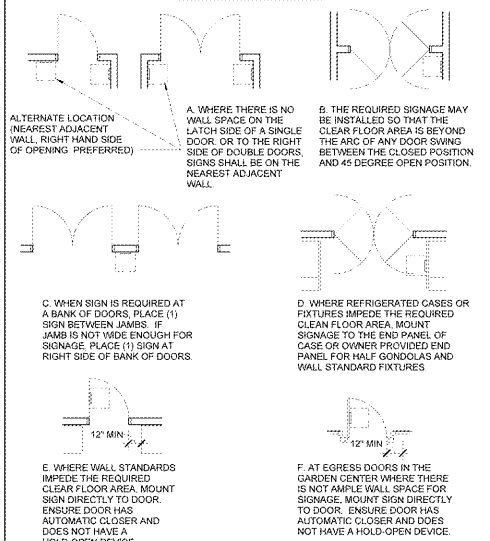 ALTERNATE LOCATION
(NEAREST ADJACENT
WALL, RIGHT HAND SIDE
OF OPENING PREFERRED)
A. WHERE THERE IS NO
WALL SPACE ON THE
LATCH SIDE OF A SINGLE
DOOR, OR TO THE RIGHT
SIDE OF DOUBLE DOORS,
SIGNS SHALL BE ON THE
NEAREST ADJACENT
WALL.
B. THE REQUIRED SIGNAGE MAY
BE INSTALLED SO THAT THE
CLEAR FLOOR AREA IS BEYOND
THE ARC OF ANY DOOR SWING
BETWEEN THE CLOSED POSITION
AND 45 DEGREE OPEN POSITION.
C. WHEN SIGN IS REQUIRED AT
A BANK OF DOORS, PLACE (1)
SIGN BETWEEN JAMBS. IF
JAMB IS NOT WIDE ENOUGH FOR
SIGNAGE, PLACE (1) SIGN AT
RIGHT SIDE OF BANK OF DOORS.
D. WHERE REFRIGERATED CASES OR
FIXTURES IMPEDE THE REQUIRED
CLEAN FLOOR AREA, MOUNT
SIGNAGE TO THE END PANEL OF
CASE OR OWNER PROVIDED END
PANEL FOR HALF GONDOLAS AND
WALL STANDARD FIXTURES.
12" MIN
E. WHERE WALL STANDARDS
IMPEDE THE REQUIRED
CLEAR FLOOR AREA, MOUNT
SIGN DIRECTLY TO DOOR.
ENSURE DOOR HAS
AUTOMATIC CLOSER AND
DOES NOT HAVE A
HOLD-OPEN DEVICE.
12" MIN
F. AT EGRESS DOORS IN THE
GARDEN CENTER WHERE THERE
IS NOT AMPLE WALL SPACE FOR
SIGNAGE, MOUNT SIGN DIRECTLY
TO DOOR. ENSURE DOOR HAS
AUTOMATIC CLOSER AND DOES
NOT HAVE A HOLD-OPEN DEVICE.